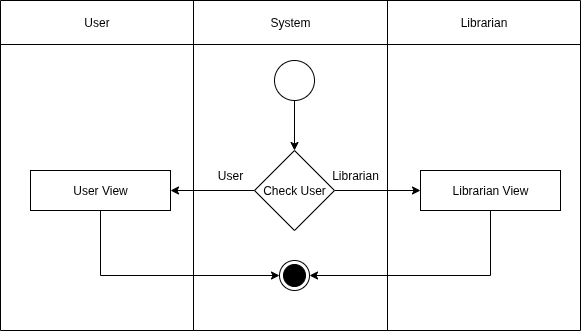 User
System
Librarian
User
Librarian
User View
Check User
Librarian View